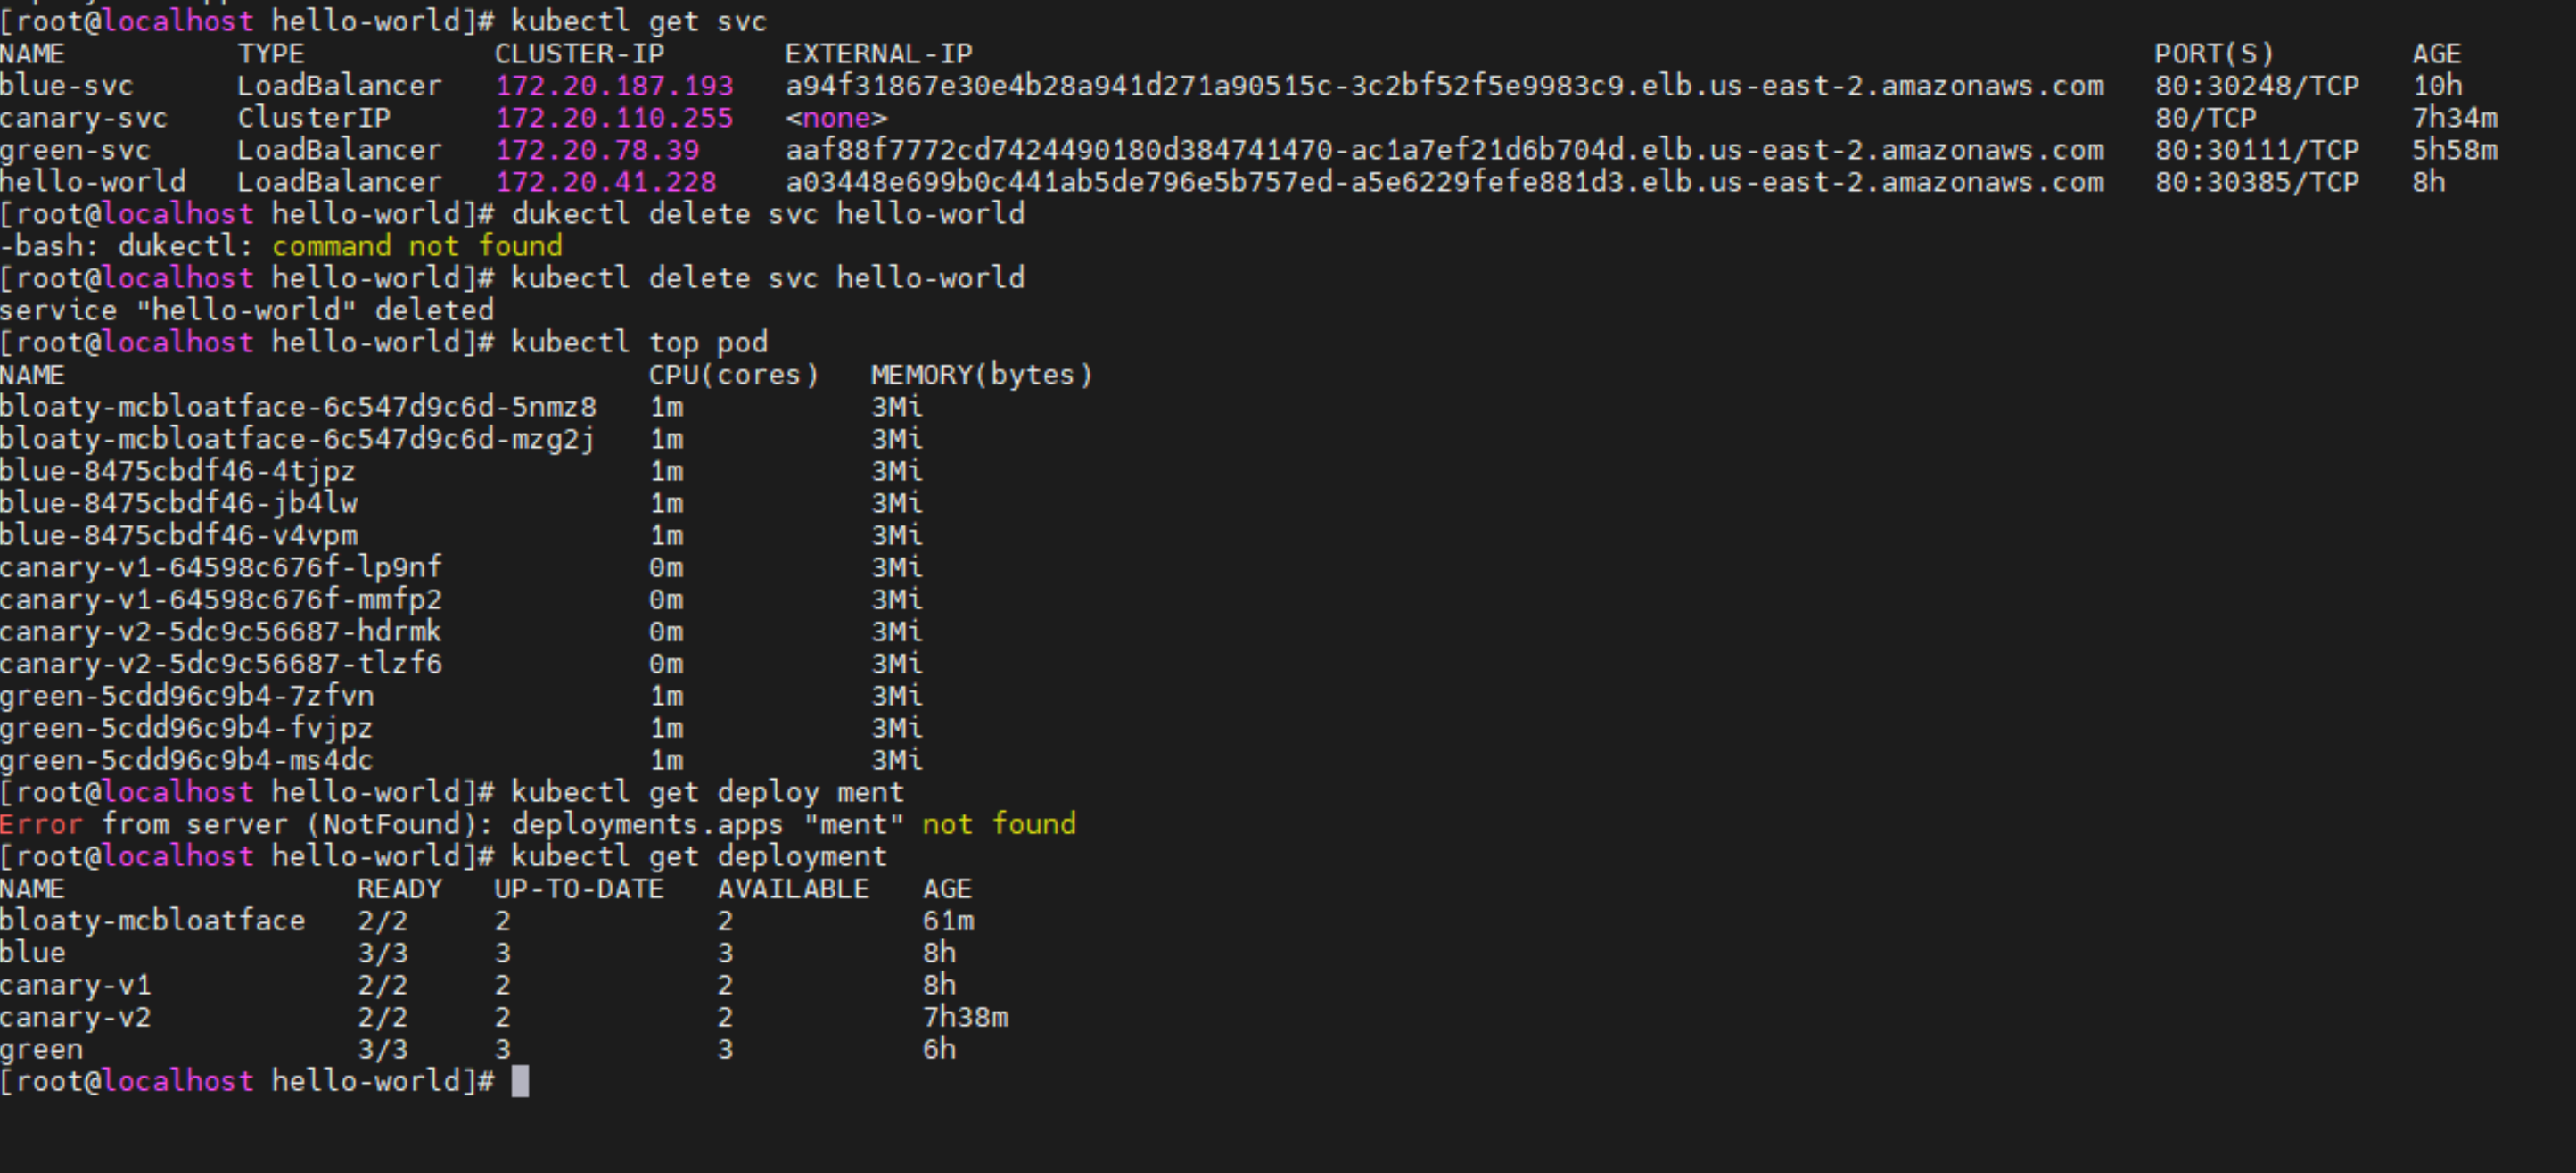 [root@localhost hello-world]# kubectl get svc
NAME          TYPE           CLUSTER-IP       EXTERNAL-IP                                                                     PORT(S)        AGE
blue-svc      LoadBalancer   172.20.187.193   a94f31867e30e4b28a941d271a90515c-3c2bf52f5e9983c9.elb.us-east-2.amazonaws.com   80:30248/TCP   10h
canary-svc    ClusterIP      172.20.110.255   <none>                                                                          80/TCP         7h34m
green-svc     LoadBalancer   172.20.78.39     aaf88f7772cd7424490180d384741470-ac1a7ef21d6b704d.elb.us-east-2.amazonaws.com   80:30111/TCP   5h58m
hello-world   LoadBalancer   172.20.41.228    a03448e699b0c441ab5de796e5b757ed-a5e6229fefe881d3.elb.us-east-2.amazonaws.com   80:30385/TCP   8h
[root@localhost hello-world]# dukectl delete svc hello-world
-bash: dukectl: command not found
[root@localhost hello-world]# kubectl delete svc hello-world
service "hello-world" deleted
[root@localhost hello-world]# kubectl top pod
NAME                                  CPU(cores)   MEMORY(bytes)
bloaty-mcbloatface-6c547d9c6d-5nmz8   1m           3Mi
bloaty-mcbloatface-6c547d9c6d-mzg2j   1m           3Mi
blue-8475cbdf46-4tjpz                 1m           3Mi
blue-8475cbdf46-jb4lw                 1m           3Mi
blue-8475cbdf46-v4vpm                 1m           3Mi
canary-v1-64598c676f-lp9nf            0m           3Mi
canary-v1-64598c676f-mmfp2            0m           3Mi
canary-v2-5dc9c56687-hdrmk            0m           3Mi
canary-v2-5dc9c56687-tlzf6            0m           3Mi
green-5cdd96c9b4-7zfvn                1m           3Mi
green-5cdd96c9b4-fvjpz                1m           3Mi
green-5cdd96c9b4-ms4dc                1m           3Mi
[root@localhost hello-world]# kubectl get deploy ment
Error from server (NotFound): deployments.apps "ment" not found
[root@localhost hello-world]# kubectl get deployment
NAME                 READY   UP-TO-DATE   AVAILABLE   AGE
bloaty-mcbloatface   2/2     2            2           61m
blue                 3/3     3            3           8h
canary-v1            2/2     2            2           8h
canary-v2            2/2     2            2           7h38m
green                3/3     3            3           6h
[root@localhost hello-world]#